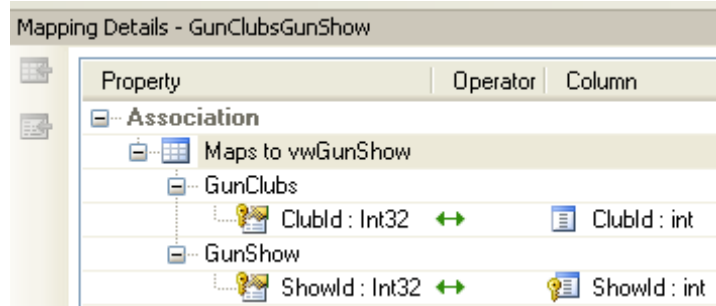 Mapping Details - GunClubsGunShow
Property Operator Column
Association
Maps to vwGunShow
GunClubs
ClubId : Int32 ClubId : int
GunShow
ShowId : Int32 ShowId : int